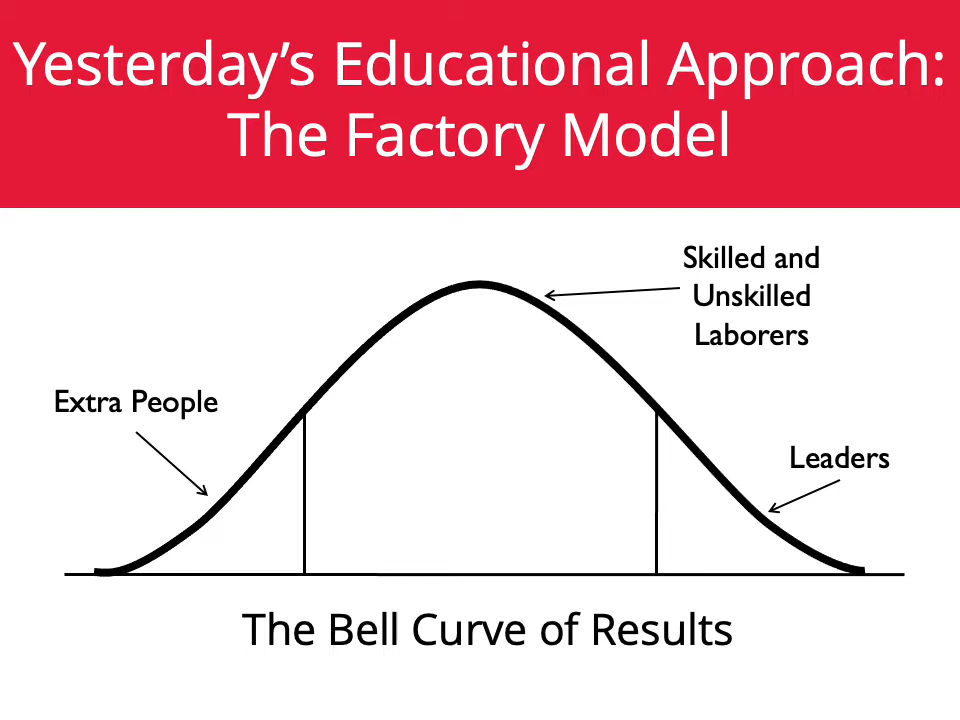 Yesterday’s Educational Approach:
The Factory Model
Skilled and
Unskilled
Laborers
Extra People
Leaders
The Bell Curve of Results